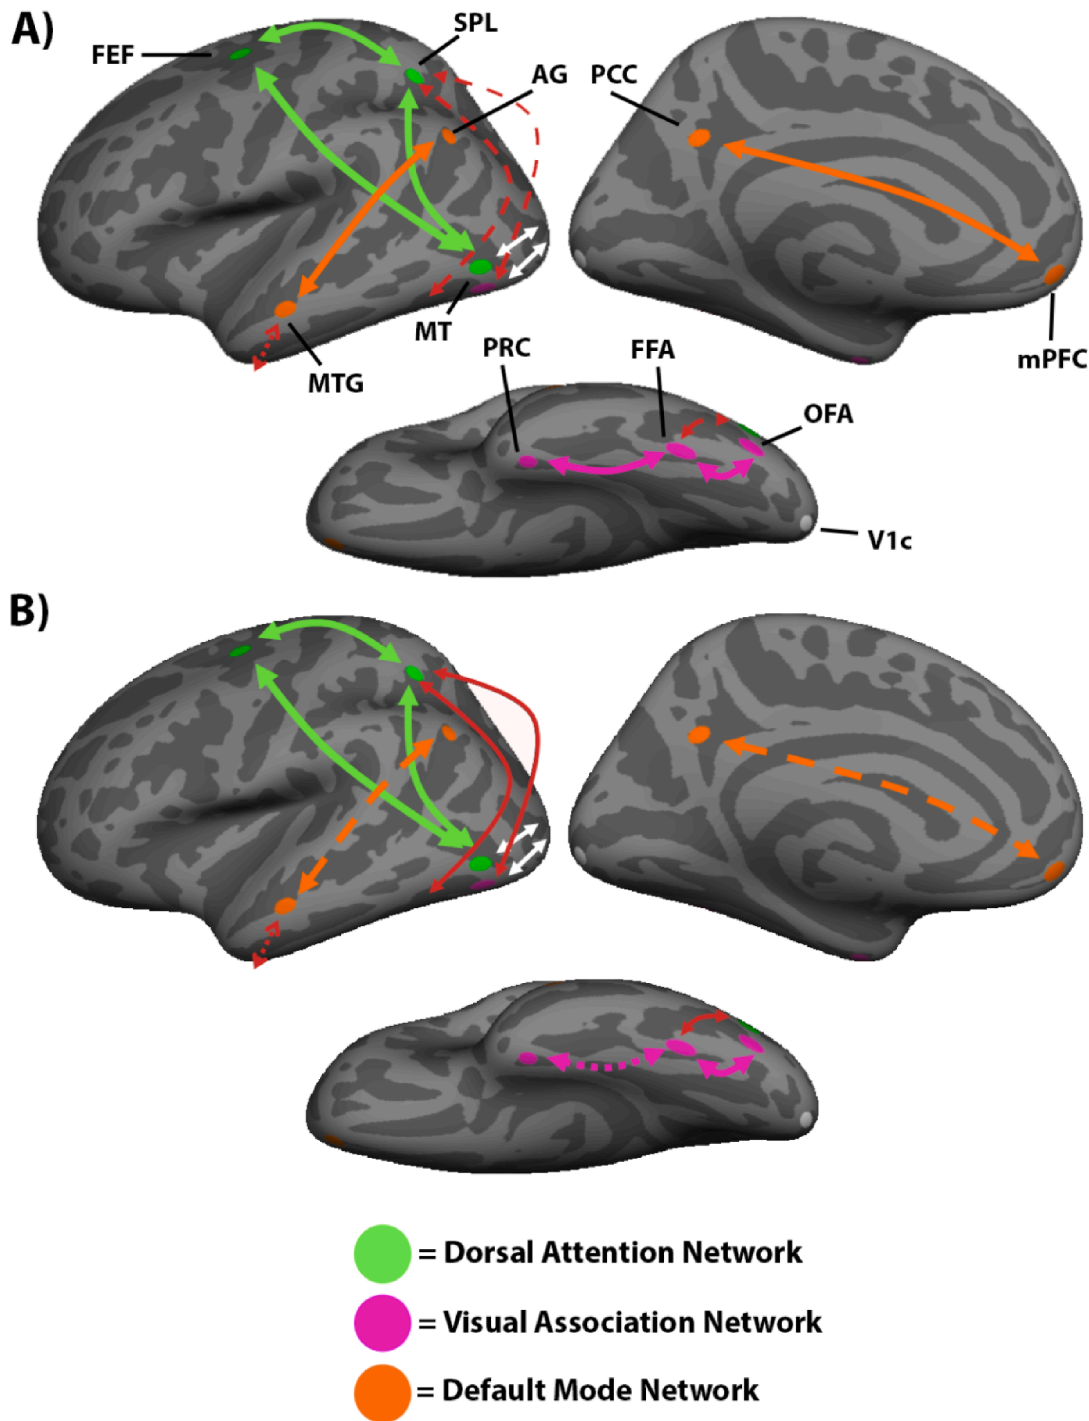 A)
FEF
SPL
AG
PCC
MT
MTG
mPFC
PRC
FFA
OFA
V1c
B)
= Dorsal Attention Network
= Visual Association Network
= Default Mode Network